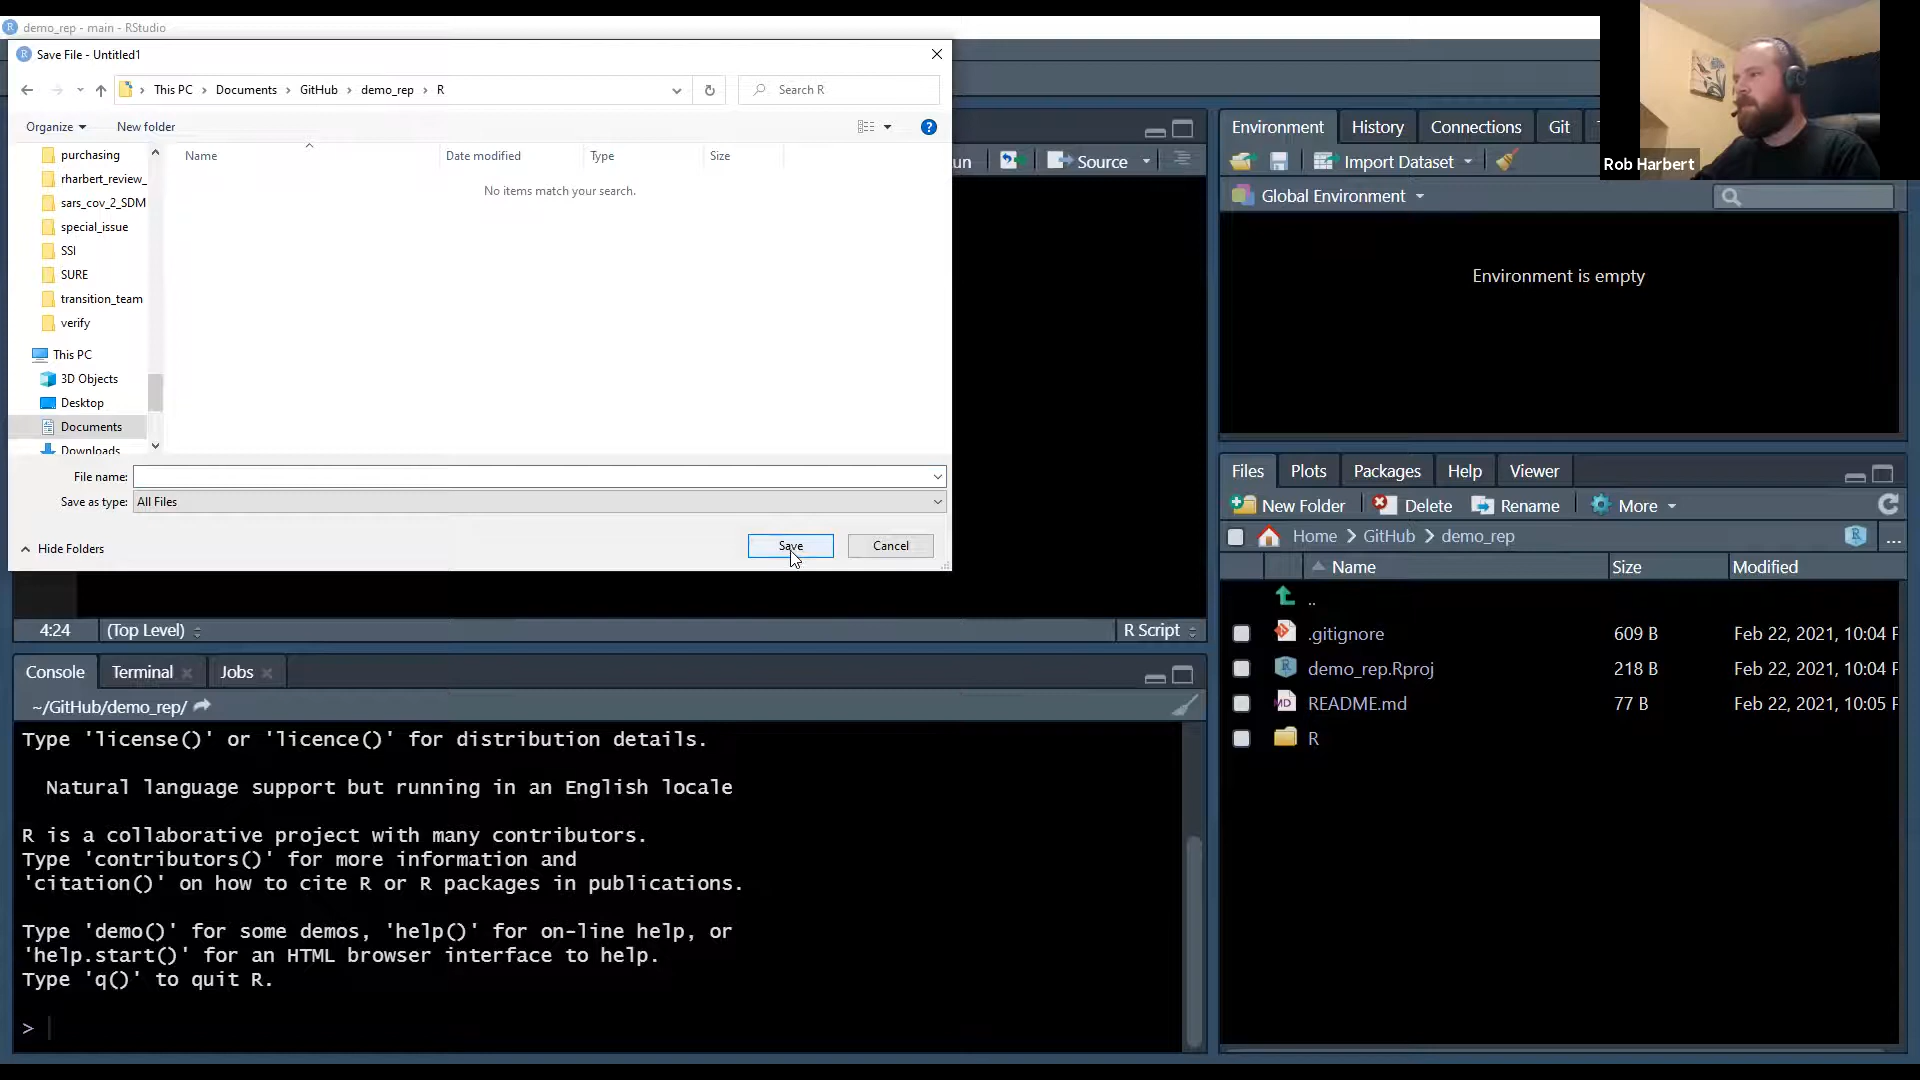 demo_rep - main - RStudio
Save File - Untitled1
This PC > Documents > GitHub > demo_rep > R
Search R
Organize
New folder
purchasing
rharbert_review_
sars_cov_2_SDM
special_issue
SSI
SURE
transition_team
verify
This PC
3D Objects
Desktop
Documents
Downloads
Name
Date modified
Type
Size
No items match your search.
File name:
Save as type:
All Files
Hide Folders
Save
Cancel
un
Source
4:24
(Top Level)
R Script
Console
Terminal
Jobs
~/GitHub/demo_rep/
Type 'license()' or 'licence()' for distribution details.
Natural language support but running in an English locale
R is a collaborative project with many contributors.
Type 'contributors()' for more information and
'citation()' on how to cite R or R packages in publications.
Type 'demo()' for some demos, 'help()' for on-line help, or
'help.start()' for an HTML browser interface to help.
Type 'q()' to quit R.
>
Environment
History
Connections
Git
Import Dataset
Global Environment
Environment is empty
Rob Harbert
Files
Plots
Packages
Help
Viewer
New Folder
Delete
Rename
More
Home > GitHub > demo_rep
...
Name
Size
Modified
..
.gitignore 609 B Feb 22, 2021, 10:04 P
demo_rep.Rproj 218 B Feb 22, 2021, 10:04 P
README.md 77 B Feb 22, 2021, 10:05 P
R